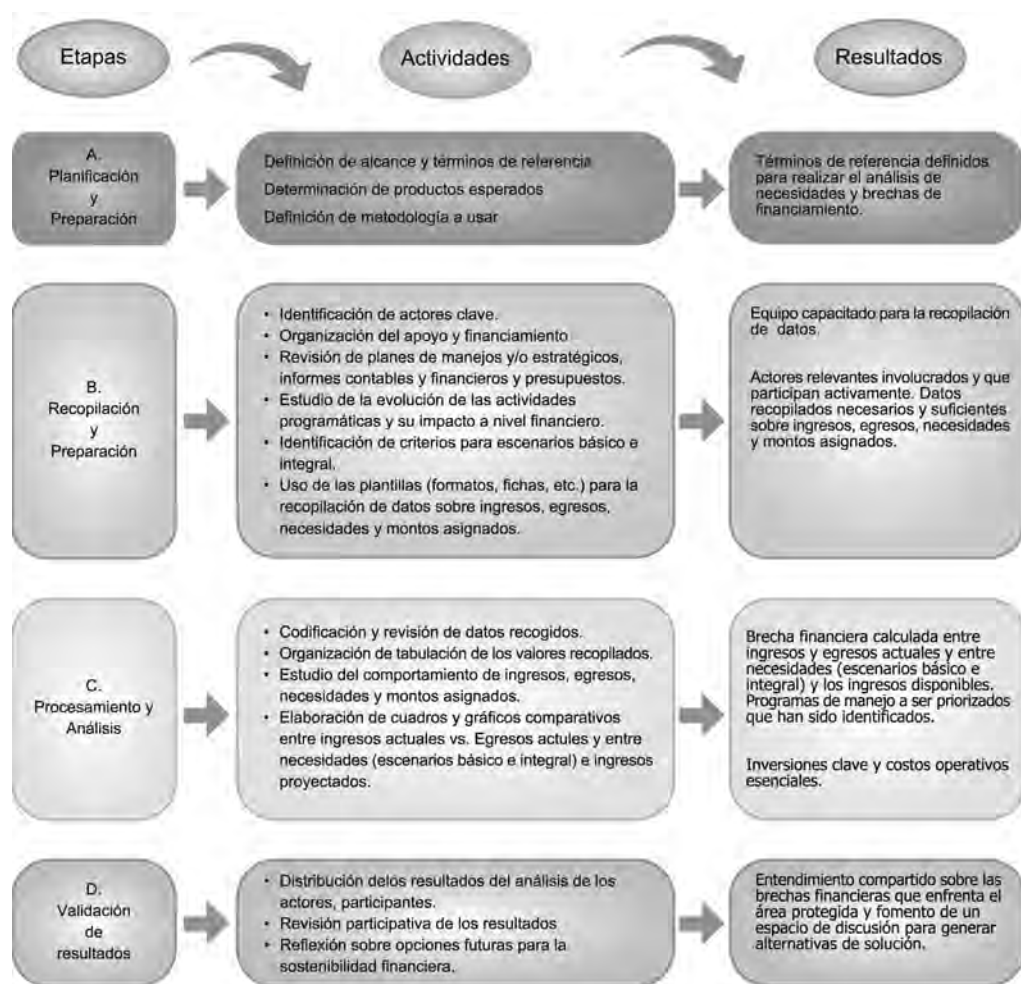 Etapas
Actividades
Resultados
A.
Planificación
y
Preparación
Definición de alcance y términos de referencia
Determinación de productos esperados
Definición de metodología a usar
Términos de referencia definidos
para realizar el análisis de
necesidades y brechas de
financiamiento.
B.
Recopilación
y
Preparación
• Identificación de actores clave.
• Organización del apoyo y financiamiento
• Revisión de planes de manejos y/o estratégicos,
informes contables y financieros y presupuestos.
• Estudio de la evolución de las actividades
programáticas y su impacto a nivel financiero.
• Identificación de criterios para escenarios básico e
integral.
• Uso de las plantillas (formatos, fichas, etc.) para la
recopilación de datos sobre ingresos, egresos,
necesidades y montos asignados.
Equipo capacitado para la recopilación
de datos.
Actores relevantes involucrados y que
participan activamente. Datos
recopilados necesarios y suficientes
sobre ingresos, egresos, necesidades
y montos asignados.
C.
Procesamiento y
Análisis
• Codificación y revisión de datos recogidos.
• Organización de tabulación de los valores recopilados.
• Estudio del comportamiento de ingresos, egresos,
necesidades y montos asignados.
• Elaboración de cuadros y gráficos comparativos
entre ingresos actuales vs. Egresos actules y entre
necesidades (escenarios básico e integral) e ingresos
proyectados.
Brecha financiera calculada entre
ingresos y egresos actuales y entre
necesidades (escenarios básico e
integral) y los ingresos disponibles.
Programas de manejo a ser priorizados
que han sido identificados.
Inversiones clave y costos operativos
esenciales.
D.
Validación
de
resultados
• Distribución delos resultados del análisis de los
actores, participantes.
• Revisión participativa de los resultados
• Reflexión sobre opciones futuras para la
sostenibilidad financiera.
Entendimiento compartido sobre las
brechas financieras que enfrenta el
área protegida y fomento de un
espacio de discusión para generar
alternativas de solución.